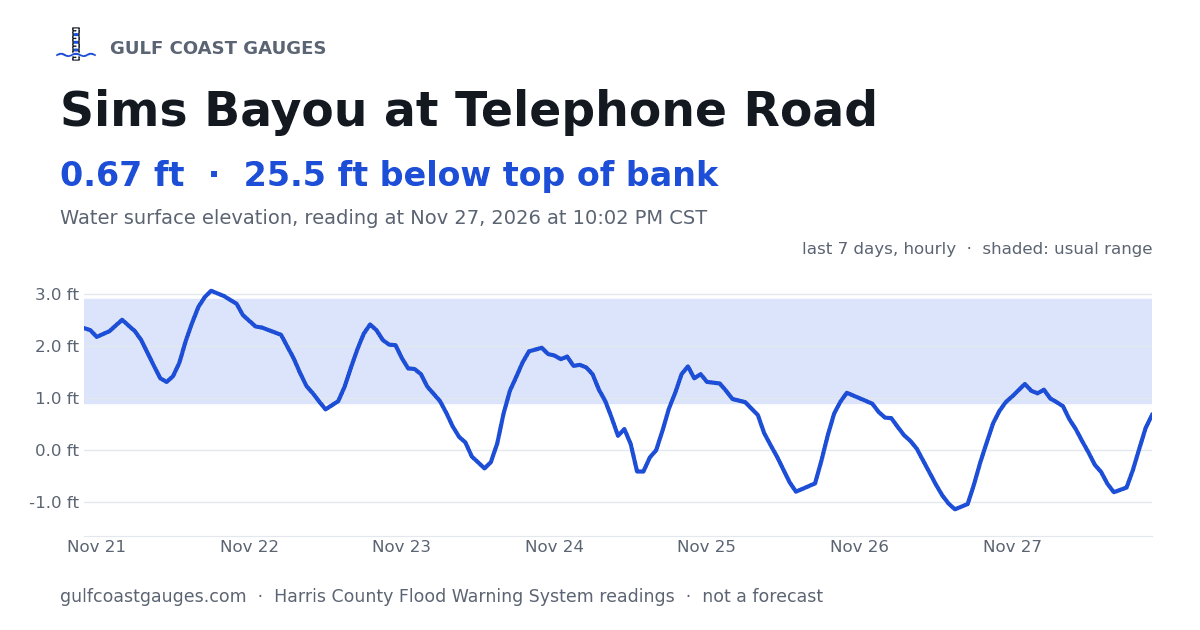 GULF COAST GAUGES
Sims Bayou at Telephone Road
0.67 ft · 25.5 ft below top of bank
Water surface elevation, reading at Nov 27, 2026 at 10:02 PM CST
last 7 days, hourly · shaded: usual range
3.0 ft
2.0 ft
1.0 ft
0.0 ft
-1.0 ft
Nov 21 Nov 22 Nov 23 Nov 24 Nov 25 Nov 26 Nov 27
gulfcoastgauges.com · Harris County Flood Warning System readings · not a forecast